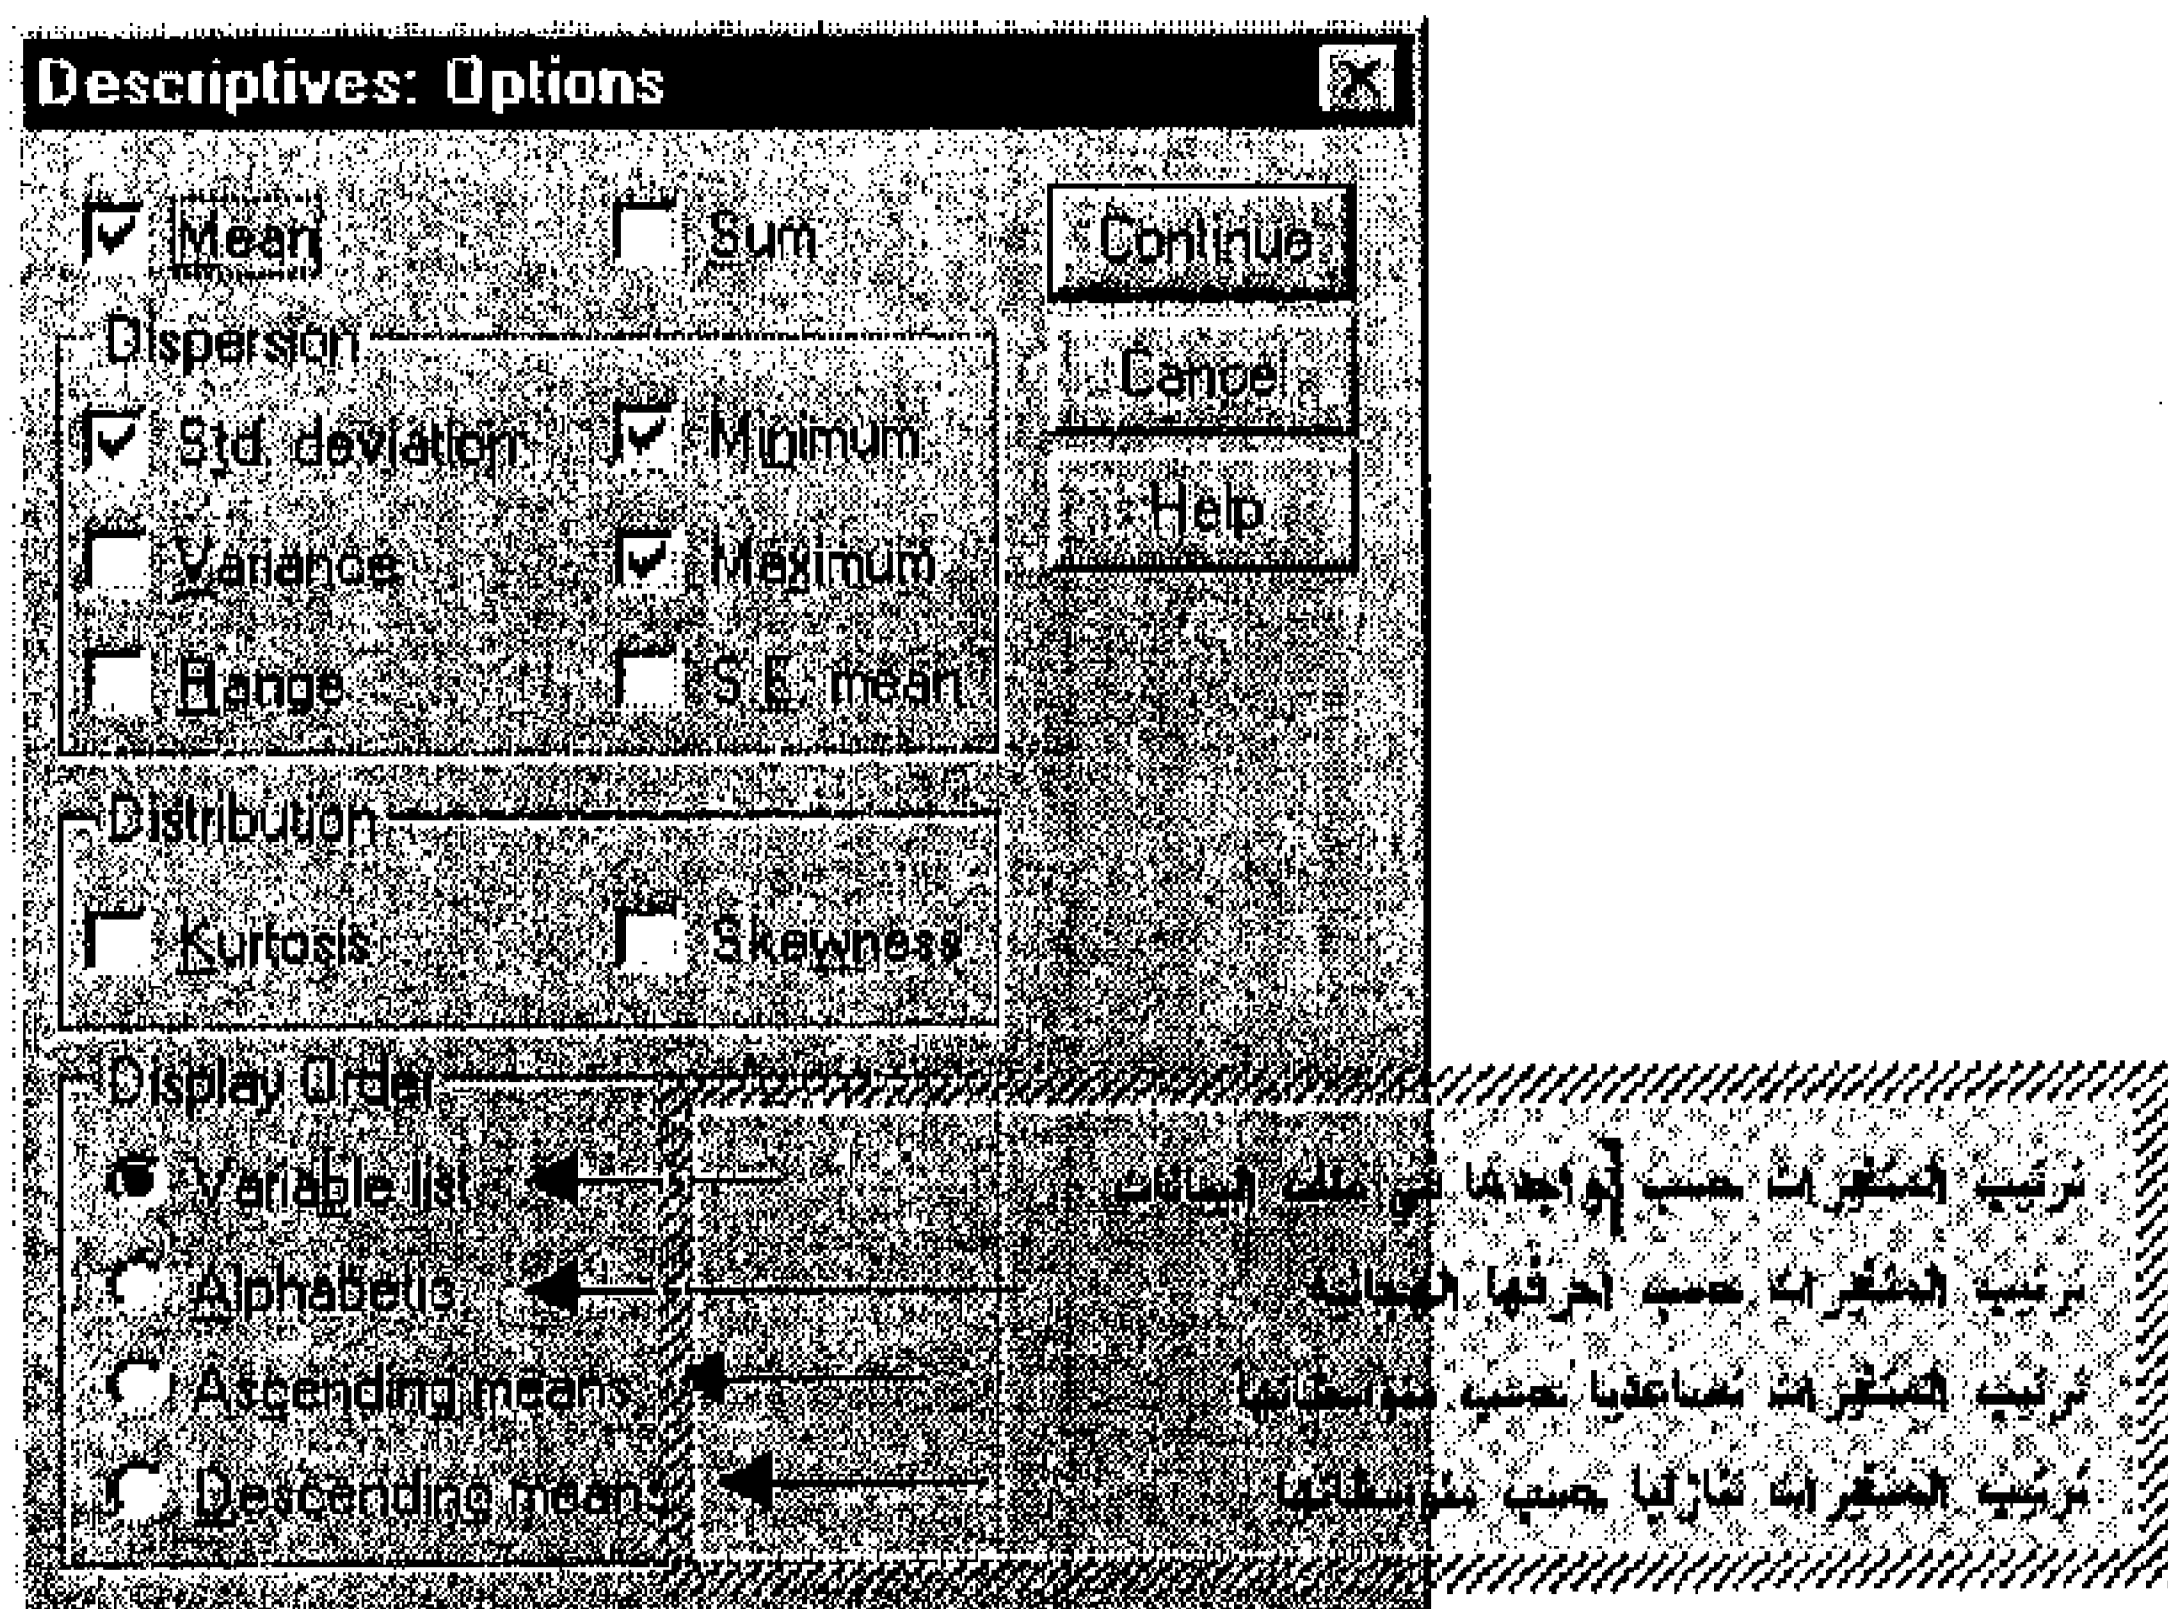 Descriptives: Options
Mean Sum Continue
Cancel
Dispersion
Std. deviation Minimum
Help
Variance Maximum
Range S.E. mean
Distribution
Kurtosis Skewness
Display Order
Variable list ترتيب المتغيرات حسب تواجدها في ملف البيانات
Alphabetic ترتيب المتغيرات حسب احرفها الهجائية
Ascending means ترتيب المتغيرات تصاعديا حسب متوسطاتها
Descending means ترتيب المتغيرات تنازليا حسب متوسطاتها